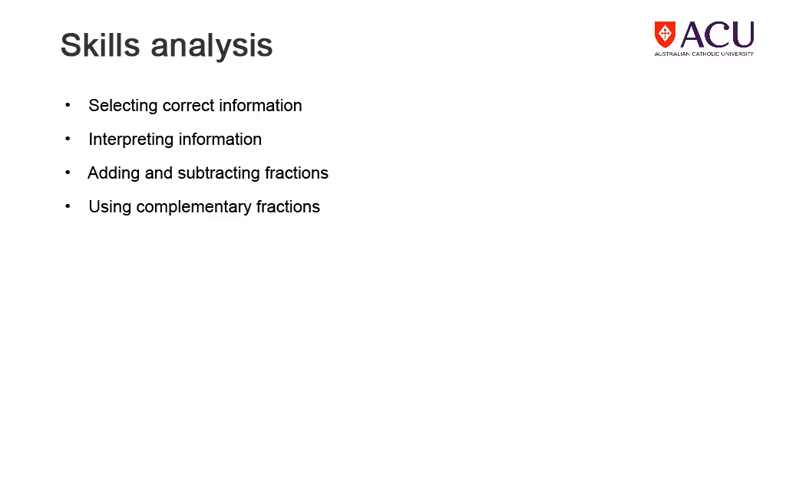 Skills analysis
ACU
AUSTRALIAN CATHOLIC UNIVERSITY
• Selecting correct information
• Interpreting information
• Adding and subtracting fractions
• Using complementary fractions